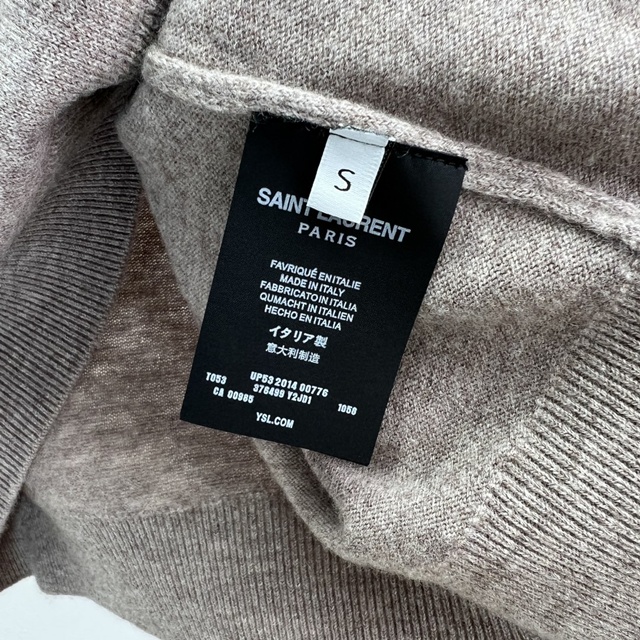 S
SAINT LAURENT
PARIS
FAVRIQUÉ EN ITALIE
MADE IN ITALY
FABBRICATO IN ITALIA
QUMACHT IN ITALIEN
HECHO EN ITALIA
イタリア製
意大利制造
T053 UP53 2014 00776
CA 00985 376499 Y2JD1 1058
YSL.COM